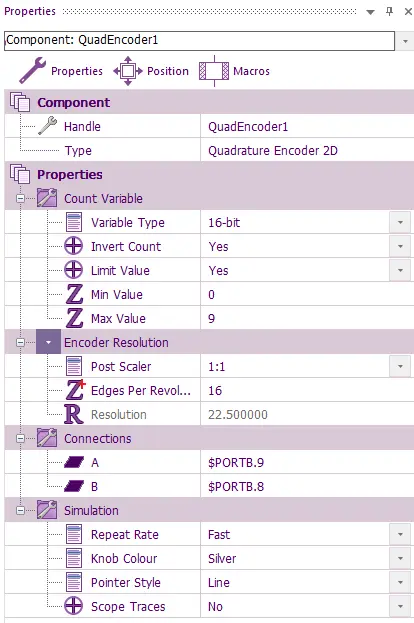 Properties
Component: QuadEncoder1
Properties Position Macros
Component
Handle QuadEncoder1
Type Quadrature Encoder 2D
Properties
Count Variable
Variable Type 16-bit
Invert Count Yes
Limit Value Yes
Min Value 0
Max Value 9
Encoder Resolution
Post Scaler 1:1
Edges Per Revol... 16
Resolution 22.500000
Connections
A $PORTB.9
B $PORTB.8
Simulation
Repeat Rate Fast
Knob Colour Silver
Pointer Style Line
Scope Traces No